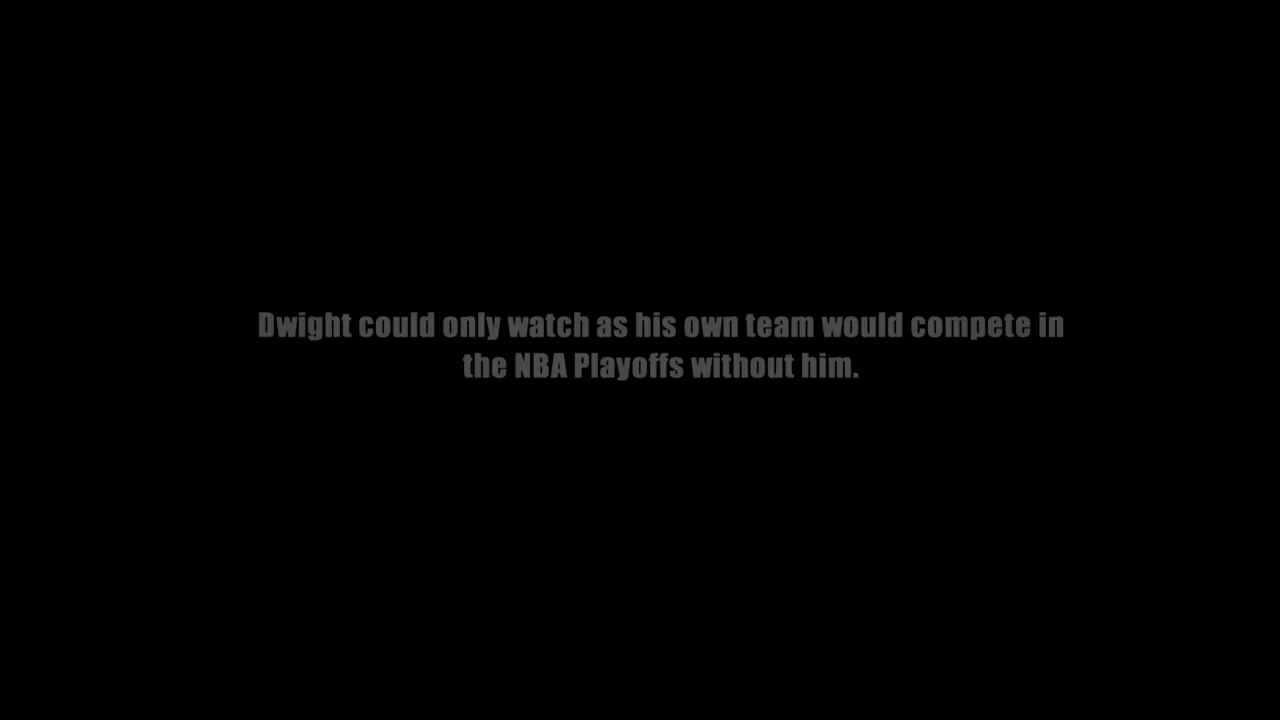 Dwight could only watch as his own team would compete in
the NBA Playoffs without him.